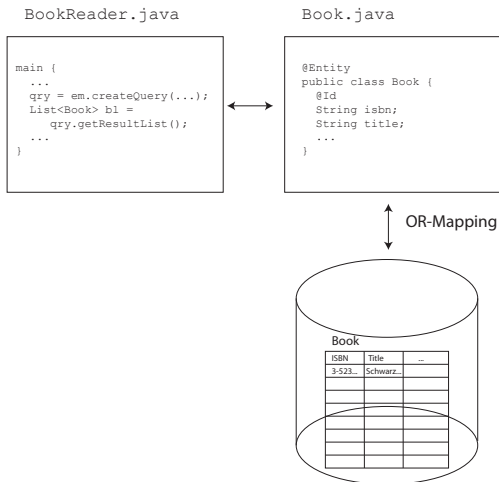 BookReader.java
main {
...
qry = em.createQuery(...);
List<Book> bl =
qry.getResultList();
...
}
Book.java
@Entity
public class Book {
@Id
String isbn;
String title;
...
}
OR-Mapping
Book
ISBN Title ...
3-523... Schwarz...